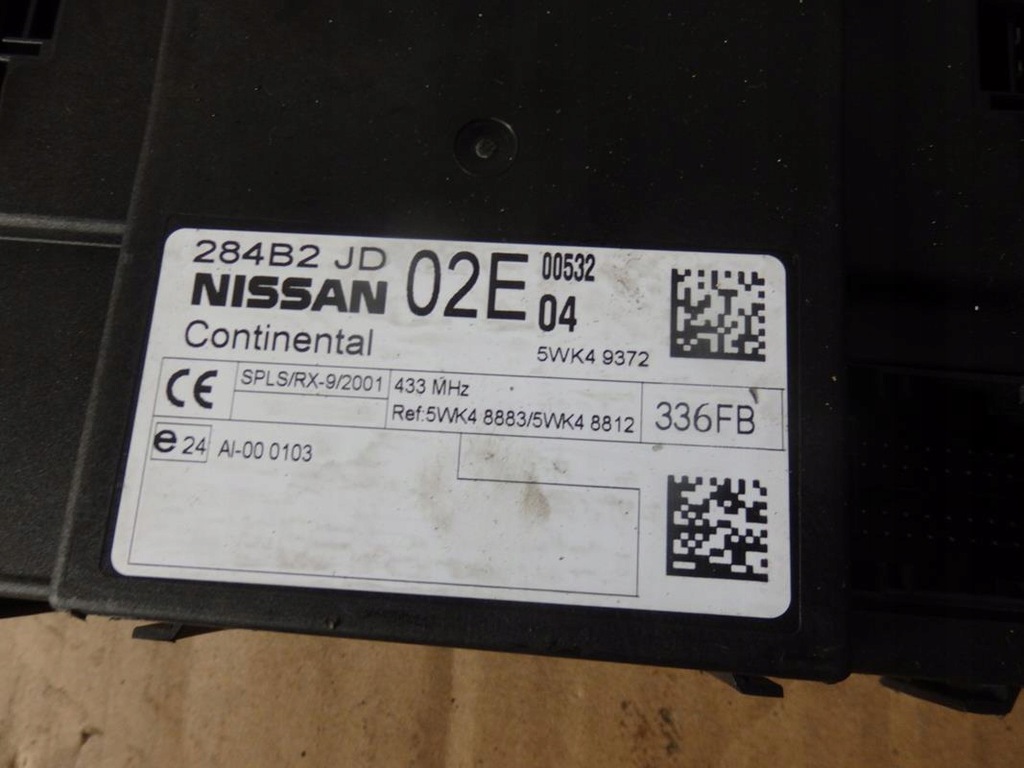 284B2 JD 02E 00532
NISSAN 04
Continental 5WK4 9372
CE SPLS/RX-9/2001 433 MHz
Ref:5WK4 8883/5WK4 8812 336FB
e24 AI-00 0103